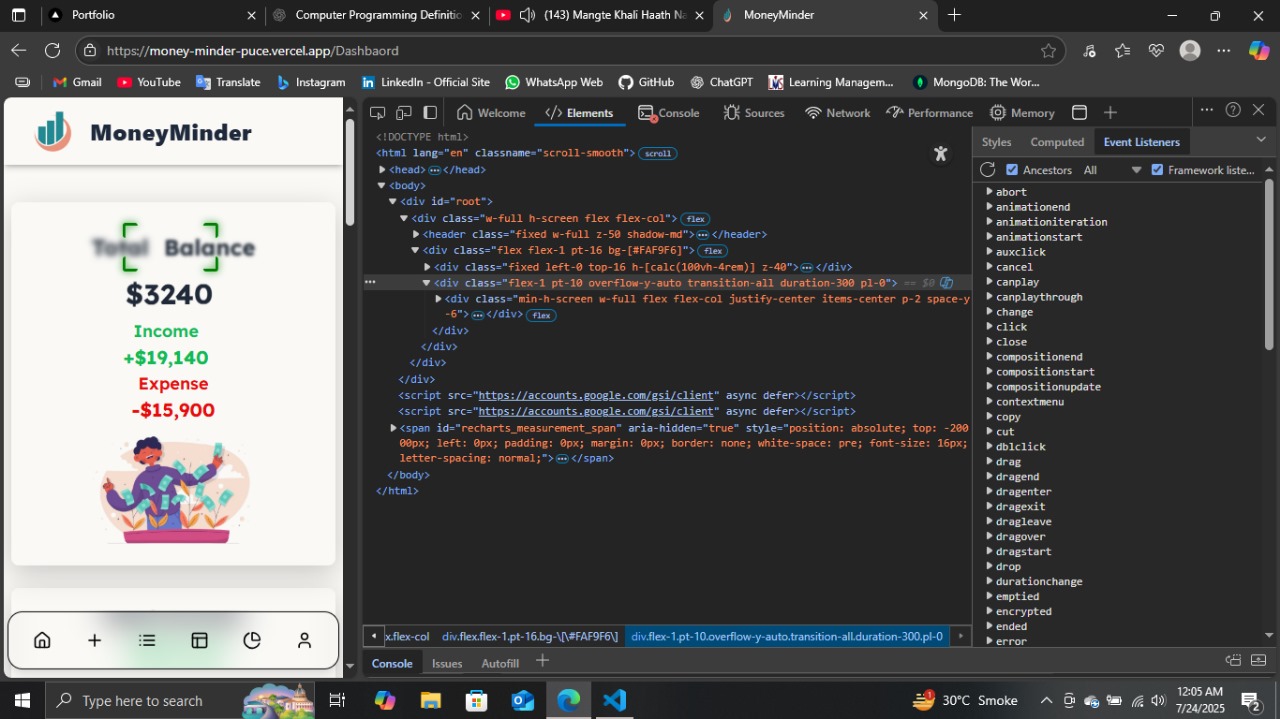 Portfolio
Computer Programming Definitio
(143) Mangte Khali Haath Na
MoneyMinder
https://money-minder-puce.vercel.app/Dashbaord
Gmail
YouTube
Translate
Instagram
LinkedIn - Official Site
WhatsApp Web
GitHub
ChatGPT
Learning Managem...
MongoDB: The Wor...
MoneyMinder
Total Balance
$3240
Income
+$19,140
Expense
-$15,900
Welcome
</> Elements
Console
Sources
Network
Performance
Memory
<!DOCTYPE html>
<html lang="en" classname="scroll-smooth"> scroll
<head> ... </head>
<body>
<div id="root">
<div class="w-full h-screen flex flex-col"> flex
<header class="fixed w-full z-50 shadow-md"> ... </header>
<div class="flex flex-1 pt-16 bg-[#FAF9F6]"> flex
<div class="fixed left-0 top-16 h-[calc(100vh-4rem)] z-40"> ... </div>
... <div class="flex-1 pt-10 overflow-y-auto transition-all duration-300 pl-0"> == $0
<div class="min-h-screen w-full flex flex-col justify-center items-center p-2 space-y
-6"> ... </div> flex
</div>
</div>
</div>
</div>
<script src="https://accounts.google.com/gsi/client" async defer></script>
<script src="https://accounts.google.com/gsi/client" async defer></script>
<span id="recharts_measurement_span" aria-hidden="true" style="position: absolute; top: -200
00px; left: 0px; padding: 0px; margin: 0px; border: none; white-space: pre; font-size: 16px;
letter-spacing: normal;"> ... </span>
</body>
</html>
x.flex-col
div.flex.flex-1.pt-16.bg-\[\#FAF9F6\]
div.flex-1.pt-10.overflow-y-auto.transition-all.duration-300.pl-0
Console
Issues
Autofill
Styles
Computed
Event Listeners
Ancestors
All
Framework liste...
abort
animationend
animationiteration
animationstart
auxclick
cancel
canplay
canplaythrough
change
click
close
compositionend
compositionstart
compositionupdate
contextmenu
copy
cut
dblclick
drag
dragend
dragenter
dragexit
dragleave
dragover
dragstart
drop
durationchange
emptied
encrypted
ended
error
Type here to search
1
30°C Smoke
12:05 AM
7/24/2025
2